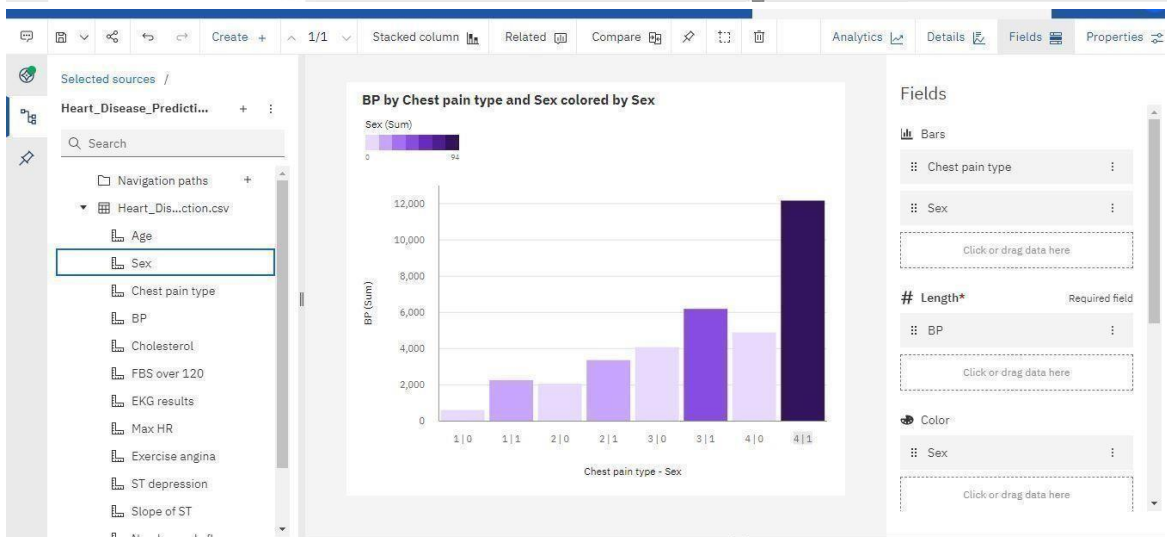 Create +
1/1
Stacked column
Related
Compare
Analytics
Details
Fields
Properties
Selected sources /
Heart_Disease_Predicti... +
Search
Navigation paths +
Heart_Dis...ction.csv
Age
Sex
Chest pain type
BP
Cholesterol
FBS over 120
EKG results
Max HR
Exercise angina
ST depression
Slope of ST
BP by Chest pain type and Sex colored by Sex
Sex (Sum)
0 94
BP (Sum)
12,000
10,000
8,000
6,000
4,000
2,000
0
1|0 1|1 2|0 2|1 3|0 3|1 4|0 4|1
Chest pain type - Sex
Fields
Bars
Chest pain type
Sex
Click or drag data here
# Length* Required field
BP
Click or drag data here
Color
Sex
Click or drag data here